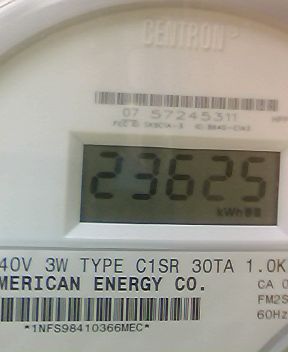 CENTRON
07 57245311
23625
kWh
40V 3W TYPE C1SR 30TA 1.0K
MERICAN ENERGY CO.
CA 0
FM2S
60Hz
*1NFS98410366MEC*